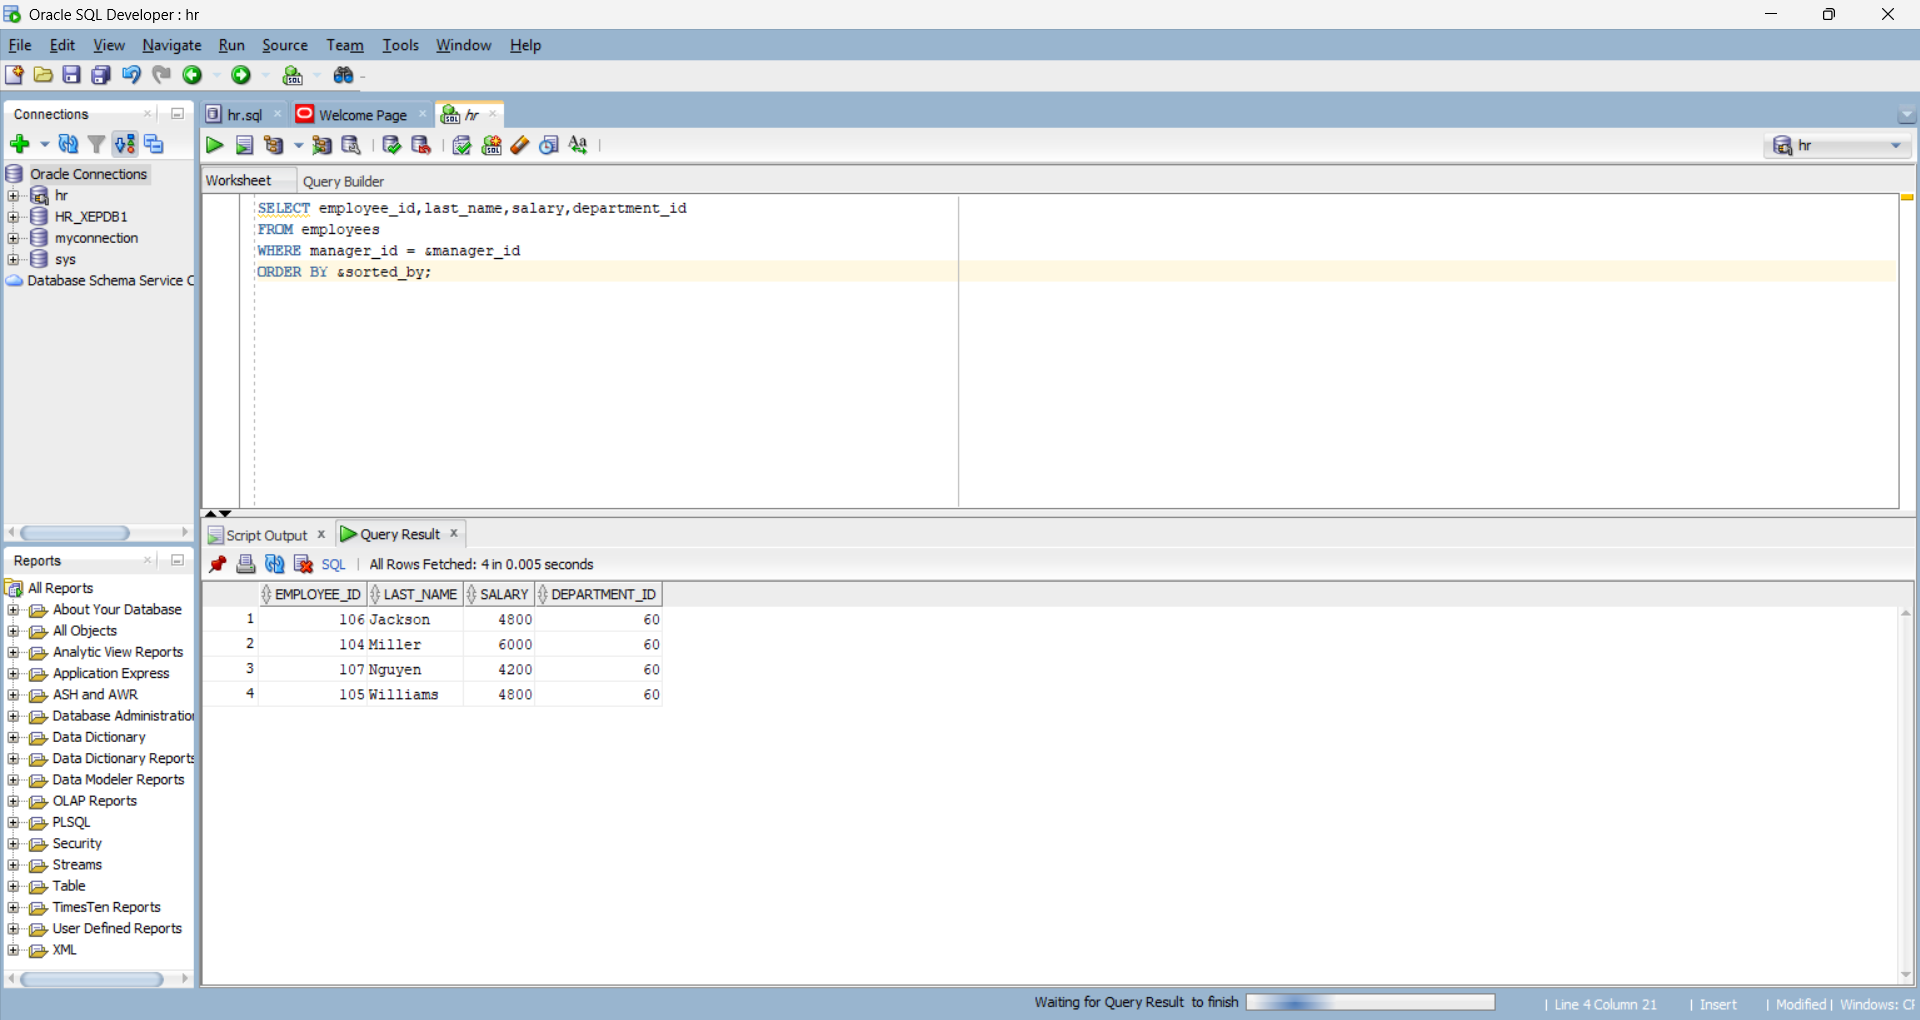 Oracle SQL Developer : hr
File Edit View Navigate Run Source Team Tools Window Help
Connections
Oracle Connections
hr
HR_XEPDB1
myconnection
sys
Database Schema Service C
Reports
All Reports
About Your Database
All Objects
Analytic View Reports
Application Express
ASH and AWR
Database Administration
Data Dictionary
Data Dictionary Reports
Data Modeler Reports
OLAP Reports
PLSQL
Security
Streams
Table
TimesTen Reports
User Defined Reports
XML
hr.sql Welcome Page hr
hr
Worksheet Query Builder
SELECT employee_id,last_name,salary,department_id
FROM employees
WHERE manager_id = &manager_id
ORDER BY &sorted_by;
Script Output x Query Result x
SQL | All Rows Fetched: 4 in 0.005 seconds
EMPLOYEE_ID LAST_NAME SALARY DEPARTMENT_ID
1 106 Jackson 4800 60
2 104 Miller 6000 60
3 107 Nguyen 4200 60
4 105 Williams 4800 60
Waiting for Query Result to finish | Line 4 Column 21 | Insert | Modified | Windows: